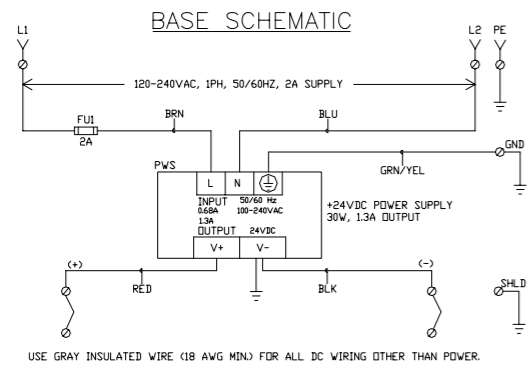 BASE SCHEMATIC
L1
L2 PE
120-240VAC, 1PH, 50/60HZ, 2A SUPPLY
FU1
2A
BRN
BLU
GND
GRN/YEL
PWS
L N
INPUT 50/60 Hz
0.68A 100-240VAC
1.3A
OUTPUT 24VDC
V+ V-
+24VDC POWER SUPPLY
30W, 1.3A OUTPUT
(+)
(-)
RED
BLK
SHLD
USE GRAY INSULATED WIRE (18 AWG MIN.) FOR ALL DC WIRING OTHER THAN POWER.